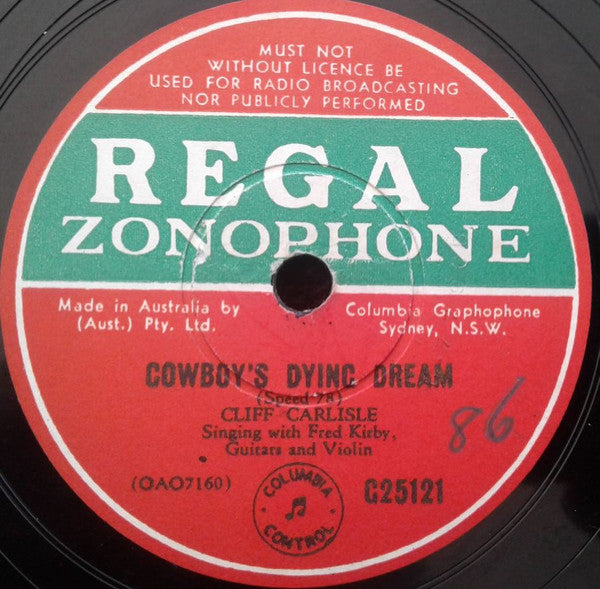 MUST NOT
WITHOUT LICENCE BE
USED FOR RADIO BROADCASTING
NOR PUBLICLY PERFORMED
REGAL
ZONOPHONE
Made in Australia by Columbia Graphophone
(Aust.) Pty. Ltd. Sydney, N.S.W.
COWBOY'S DYING DREAM
(Speed 78)
CLIFF CARLISLE
Singing with Fred Kirby,
Guitars and Violin
86
(OAO7160)
· COLUMBIA ·
CONTROL
G25121